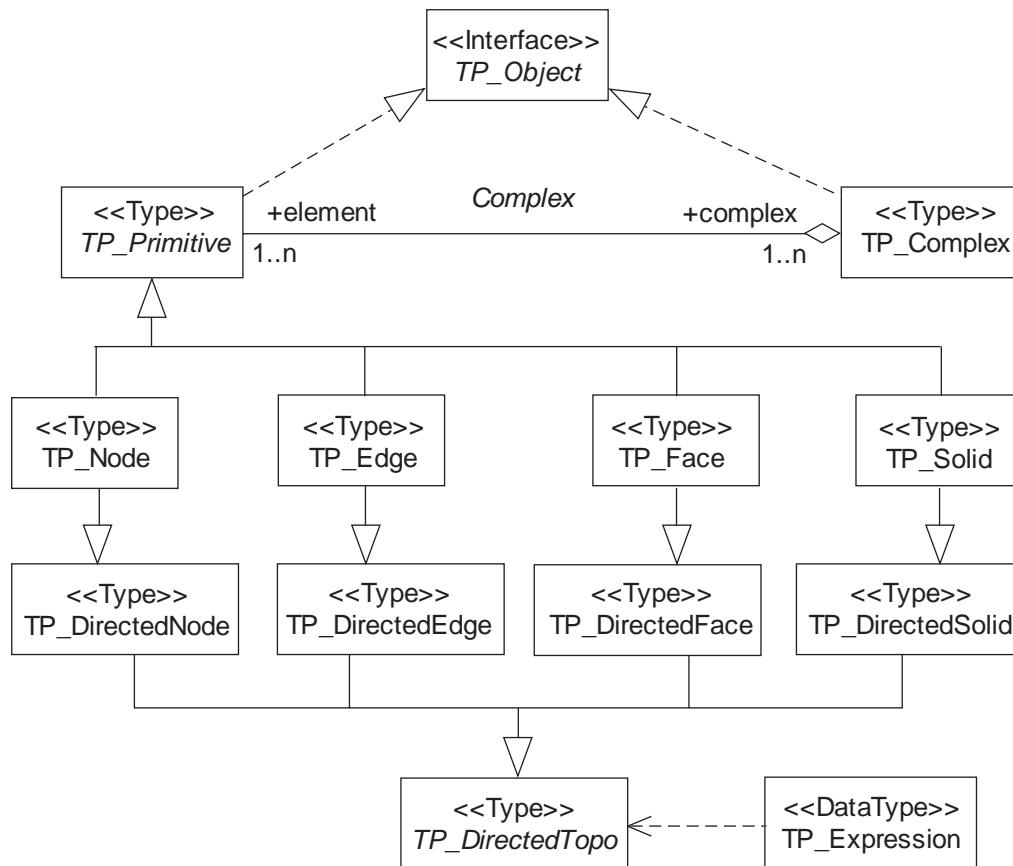 <<Interface>>
TP_Object
<<Type>>
TP_Primitive
+element
1..n
Complex
+complex
1..n
<<Type>>
TP_Complex
<<Type>>
TP_Node
<<Type>>
TP_Edge
<<Type>>
TP_Face
<<Type>>
TP_Solid
<<Type>>
TP_DirectedNode
<<Type>>
TP_DirectedEdge
<<Type>>
TP_DirectedFace
<<Type>>
TP_DirectedSolid
<<Type>>
TP_DirectedTopo
<<DataType>>
TP_Expression